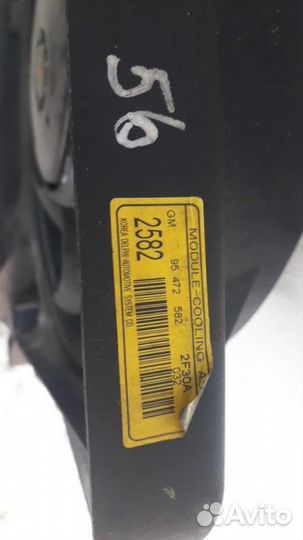 56
MODULE-COOLING
GM 95 472 582
2582 2F30A
032
KOREA DELPHI AUTOMOTIVE SYSTEM CO.
Avito